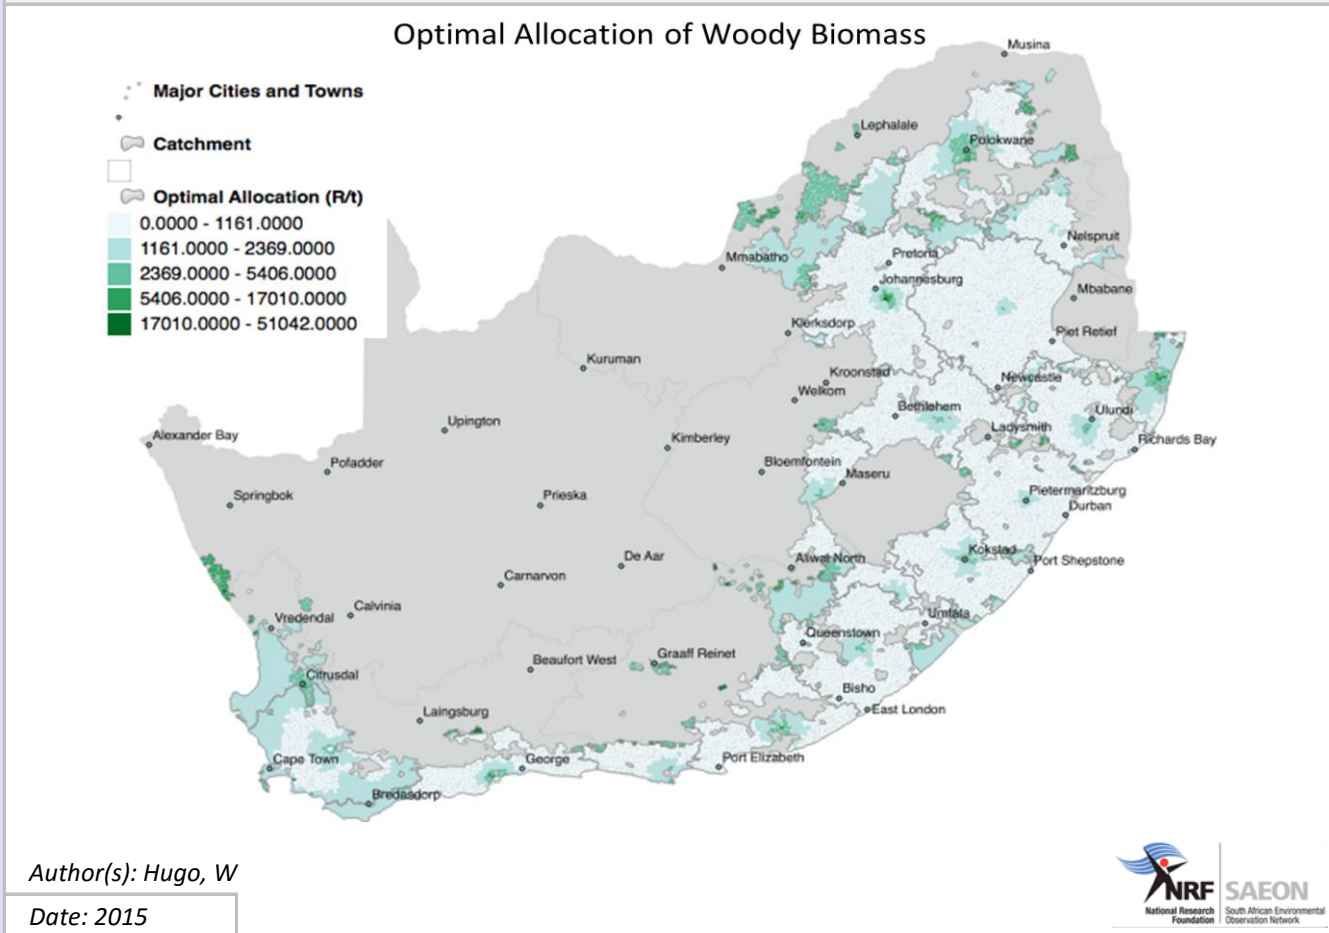 Optimal Allocation of Woody Biomass
Major Cities and Towns
Catchment
Optimal Allocation (R/t)
0.0000 - 1161.0000
1161.0000 - 2369.0000
2369.0000 - 5406.0000
5406.0000 - 17010.0000
17010.0000 - 51042.0000
Musina
Lephalale
Polokwane
Nelspruit
Mmabatho
Pretoria
Johannesburg
Mbabane
Klerksdorp
Piet Retief
Kuruman
Kroonstad
Newcastle
Welkom
Bethlehem
Ulundi
Upington
Ladysmith
Alexander Bay
Kimberley
Richards Bay
Pofadder
Bloemfontein
Maseru
Springbok
Prieska
Pietermaritzburg
Durban
De Aar
Aliwal North
Kokstad
Port Shepstone
Carnarvon
Calvinia
Vredendal
Umtata
Queenstown
Graaff Reinet
Beaufort West
Citrusdal
Bisho
Laingsburg
East London
Cape Town
George
Port Elizabeth
Bredasdorp
Author(s): Hugo, W
Date: 2015
NRF
National Research
Foundation
SAEON
South African Environmental
Observation Network